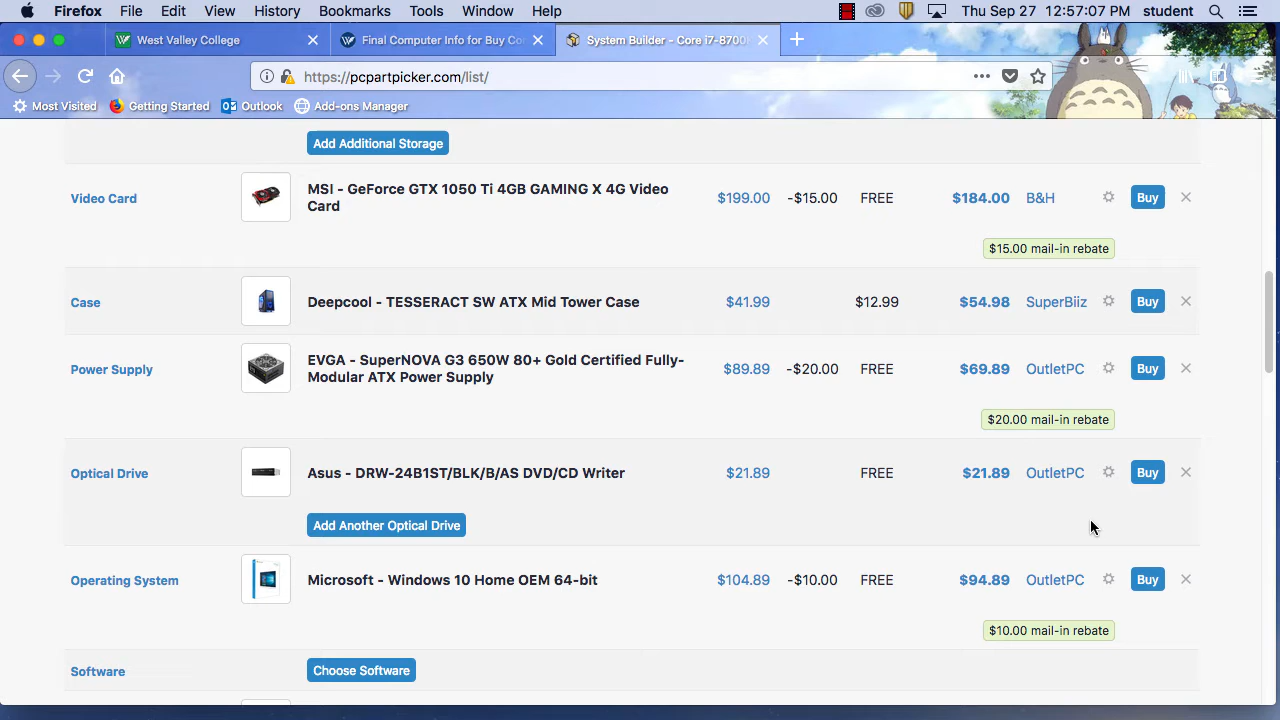 Firefox File Edit View History Bookmarks Tools Window Help Thu Sep 27 12:57:07 PM student
West Valley College Final Computer Info for Buy Co System Builder - Core i7-8700
https://pcpartpicker.com/list/
Most Visited Getting Started Outlook Add-ons Manager
Add Additional Storage
Video Card MSI - GeForce GTX 1050 Ti 4GB GAMING X 4G Video $199.00 -$15.00 FREE $184.00 B&H Buy
Card
$15.00 mail-in rebate
Case Deepcool - TESSERACT SW ATX Mid Tower Case $41.99 $12.99 $54.98 SuperBiiz Buy
Power Supply EVGA - SuperNOVA G3 650W 80+ Gold Certified Fully- $89.89 -$20.00 FREE $69.89 OutletPC Buy
Modular ATX Power Supply
$20.00 mail-in rebate
Optical Drive Asus - DRW-24B1ST/BLK/B/AS DVD/CD Writer $21.89 FREE $21.89 OutletPC Buy
Add Another Optical Drive
Operating System Microsoft - Windows 10 Home OEM 64-bit $104.89 -$10.00 FREE $94.89 OutletPC Buy
$10.00 mail-in rebate
Software Choose Software